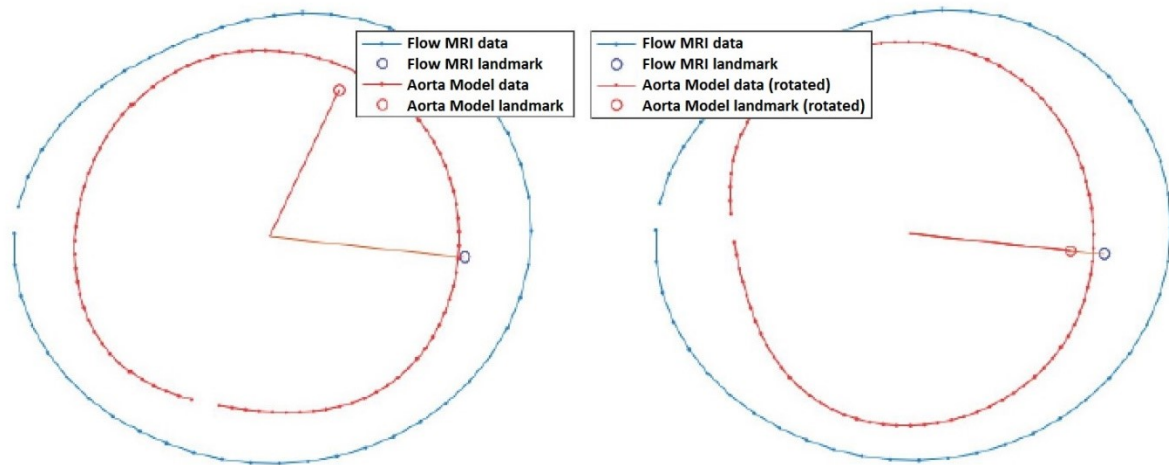 Flow MRI data
Flow MRI landmark
Aorta Model data
Aorta Model landmark
Flow MRI data
Flow MRI landmark
Aorta Model data (rotated)
Aorta Model landmark (rotated)